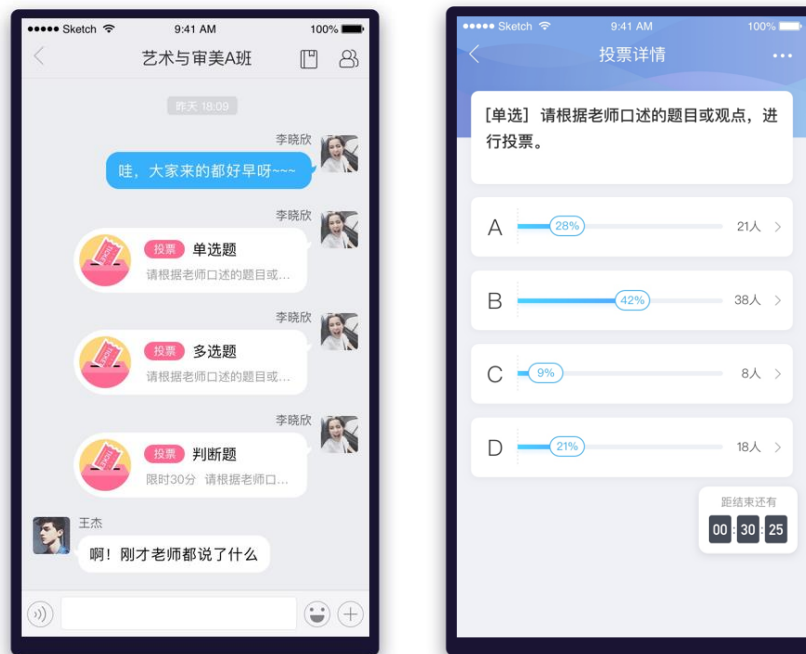 Sketch 9:41 AM 100%
艺术与审美A班
昨天 18:09
李晓欣
哇，大家来的都好早呀~~~
李晓欣
投票 单选题
请根据老师口述的题目或...
李晓欣
投票 多选题
请根据老师口述的题目或...
李晓欣
投票 判断题
限时30分 请根据老师口...
王杰
啊！刚才老师都说了什么
Sketch 9:41 AM 100%
投票详情
[单选] 请根据老师口述的题目或观点，进
行投票。
A 28% 21人
B 42% 38人
C 9% 8人
D 21% 18人
距结束还有
00:30:25